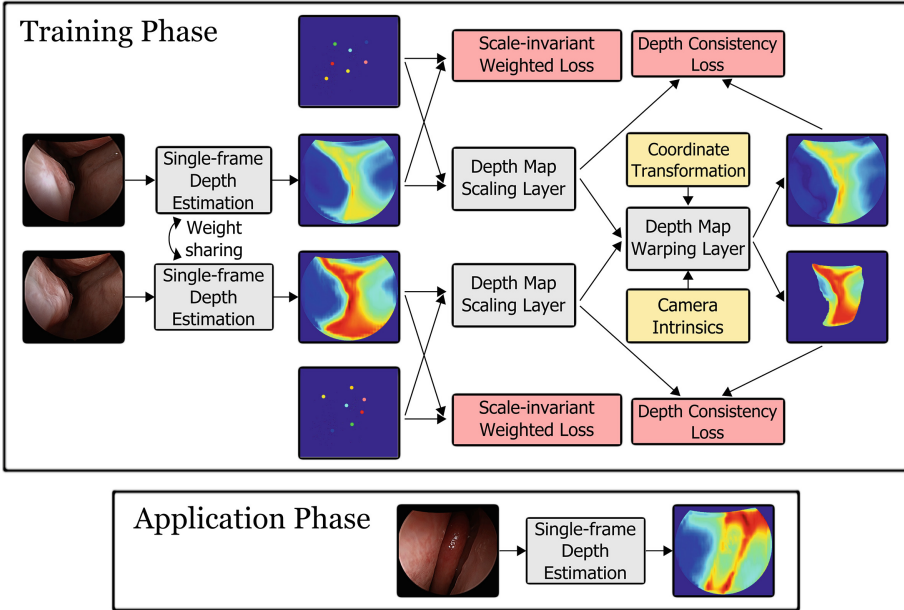 Training Phase
Scale-invariant
Weighted Loss
Depth Consistency
Loss
Single-frame
Depth
Estimation
Depth Map
Scaling Layer
Coordinate
Transformation
Weight
sharing
Depth Map
Warping Layer
Single-frame
Depth
Estimation
Depth Map
Scaling Layer
Camera
Intrinsics
Scale-invariant
Weighted Loss
Depth Consistency
Loss
Application Phase
Single-frame
Depth
Estimation